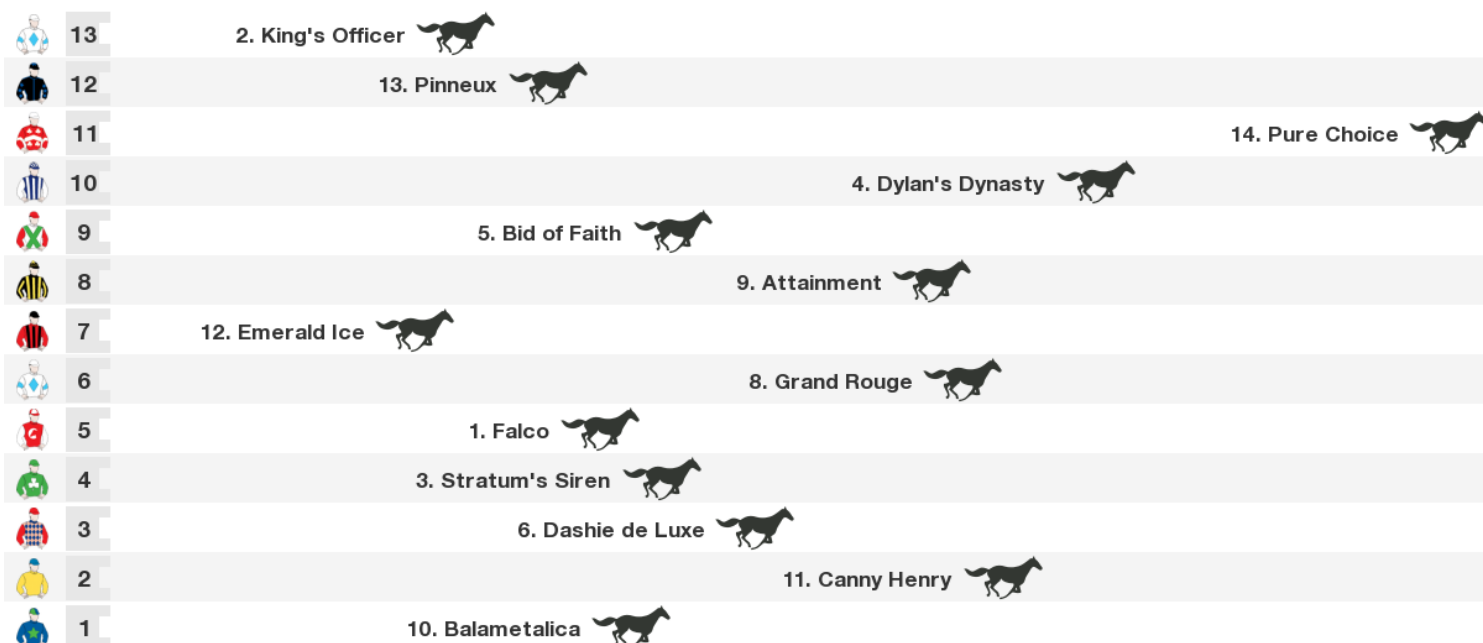 13 2. King's Officer
12 13. Pinneux
11 14. Pure Choice
10 4. Dylan's Dynasty
9 5. Bid of Faith
8 9. Attainment
7 12. Emerald Ice
6 8. Grand Rouge
5 1. Falco
4 3. Stratum's Siren
3 6. Dashie de Luxe
2 11. Canny Henry
1 10. Balametalica